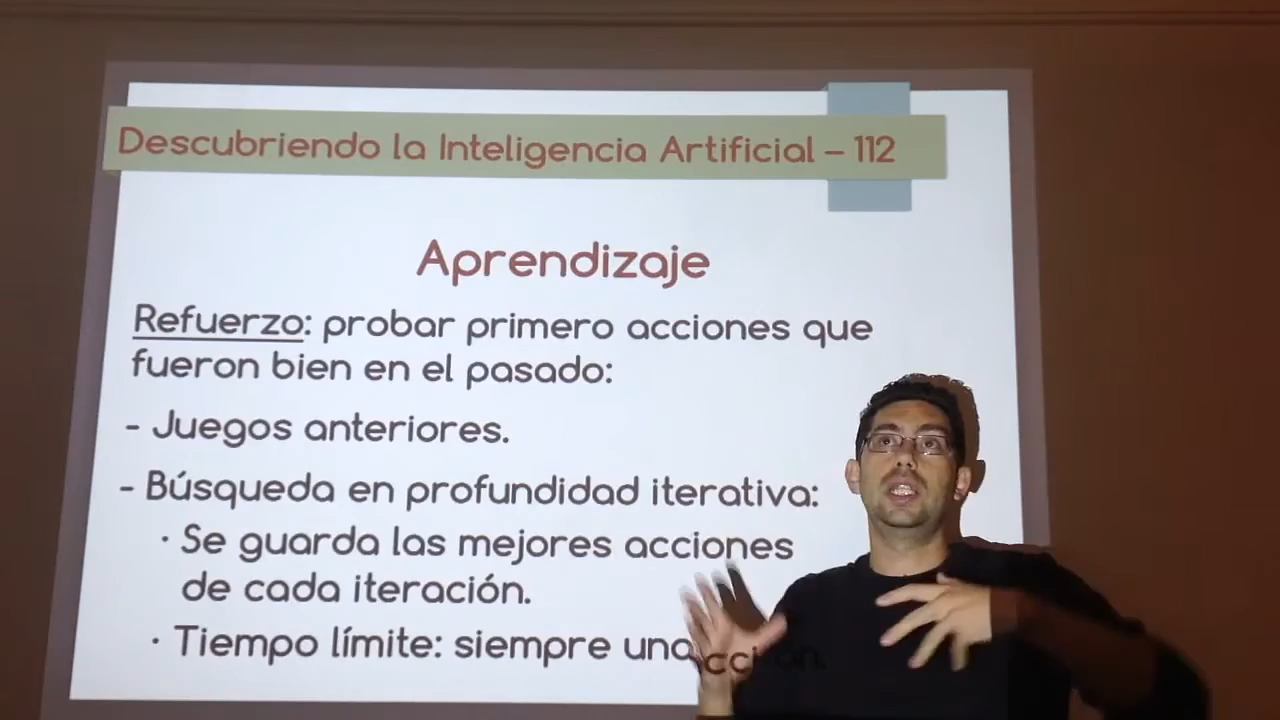 Descubriendo la Inteligencia Artificial – 112
Aprendizaje
Refuerzo: probar primero acciones que
fueron bien en el pasado:
- Juegos anteriores.
- Búsqueda en profundidad iterativa:
· Se guarda las mejores acciones
de cada iteración.
· Tiempo límite: siempre una acción.